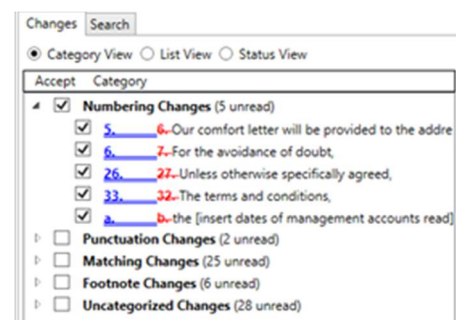 Changes Search
Category View List View Status View
Accept Category
Numbering Changes (5 unread)
5. 6. Our comfort letter will be provided to the addre
6. 7. For the avoidance of doubt,
26. 27. Unless otherwise specifically agreed,
33. 32. The terms and conditions,
a. b. the [insert dates of management accounts read]
Punctuation Changes (2 unread)
Matching Changes (25 unread)
Footnote Changes (6 unread)
Uncategorized Changes (28 unread)